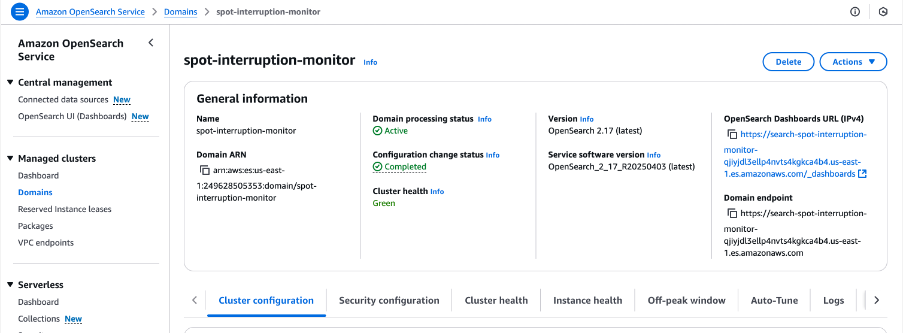 Amazon OpenSearch Service > Domains > spot-interruption-monitor
Amazon OpenSearch
Service
Central management
Connected data sources New
OpenSearch UI (Dashboards) New
Managed clusters
Dashboard
Domains
Reserved Instance leases
Packages
VPC endpoints
Serverless
Dashboard
Collections New
spot-interruption-monitor Info
Delete
Actions
General information
Name
spot-interruption-monitor
Domain ARN
arn:aws:es:us-east-
1:249628505353:domain/spot-
interruption-monitor
Domain processing status Info
Active
Configuration change status Info
Completed
Cluster health Info
Green
Version Info
OpenSearch 2.17 (latest)
Service software version Info
OpenSearch_2_17_R20250403 (latest)
OpenSearch Dashboards URL (IPv4)
https://search-spot-interruption-
monitor-
qjiyjdl3ellp4nvts4kgkca4b4.us-east-
1.es.amazonaws.com/_dashboards
Domain endpoint
https://search-spot-interruption-
monitor-
qjiyjdl3ellp4nvts4kgkca4b4.us-east-
1.es.amazonaws.com
Cluster configuration
Security configuration
Cluster health
Instance health
Off-peak window
Auto-Tune
Logs